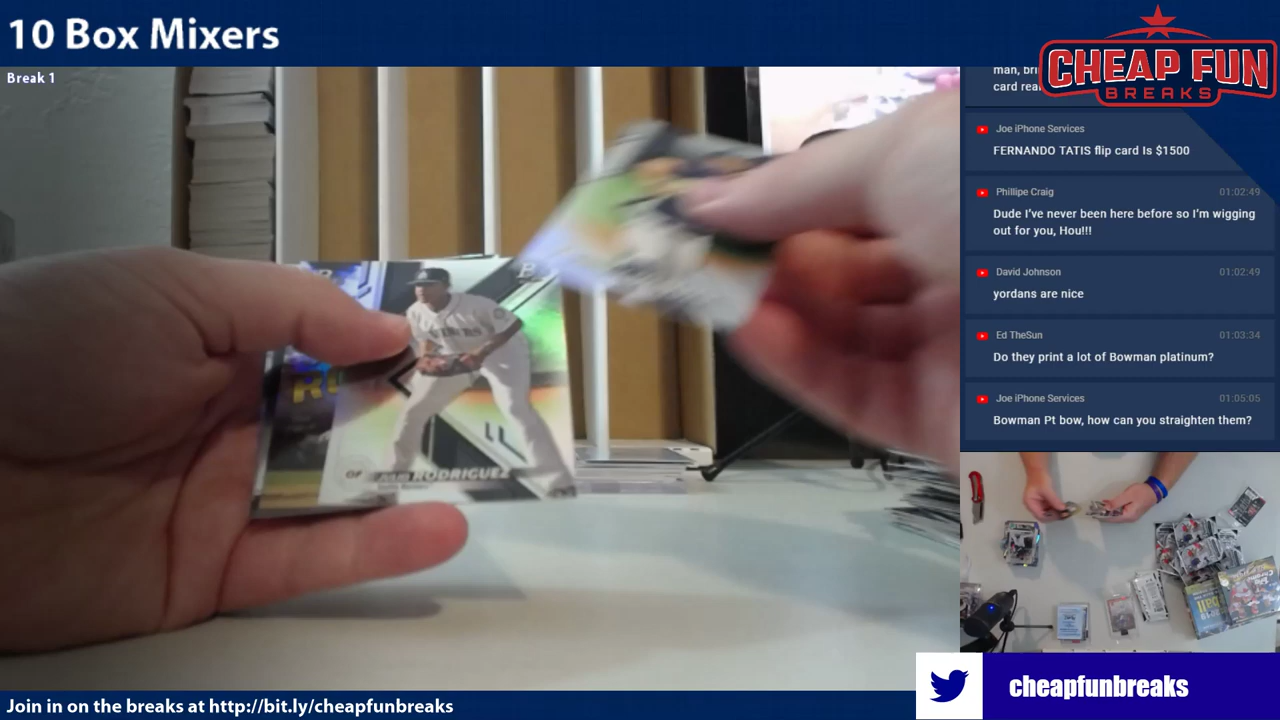 10 Box Mixers
Break 1
CHEAP FUN
BREAKS
man, bri
card rea
Joe iPhone Services
FERNANDO TATIS flip card Is $1500
Phillipe Craig 01:02:49
Dude I've never been here before so I'm wigging
out for you, Hou!!!
David Johnson 01:02:49
yordans are nice
Ed TheSun 01:03:34
Do they print a lot of Bowman platinum?
Joe iPhone Services 01:05:05
Bowman Pt bow, how can you straighten them?
OF JULIO RODRIGUEZ
cheapfunbreaks
Join in on the breaks at http://bit.ly/cheapfunbreaks